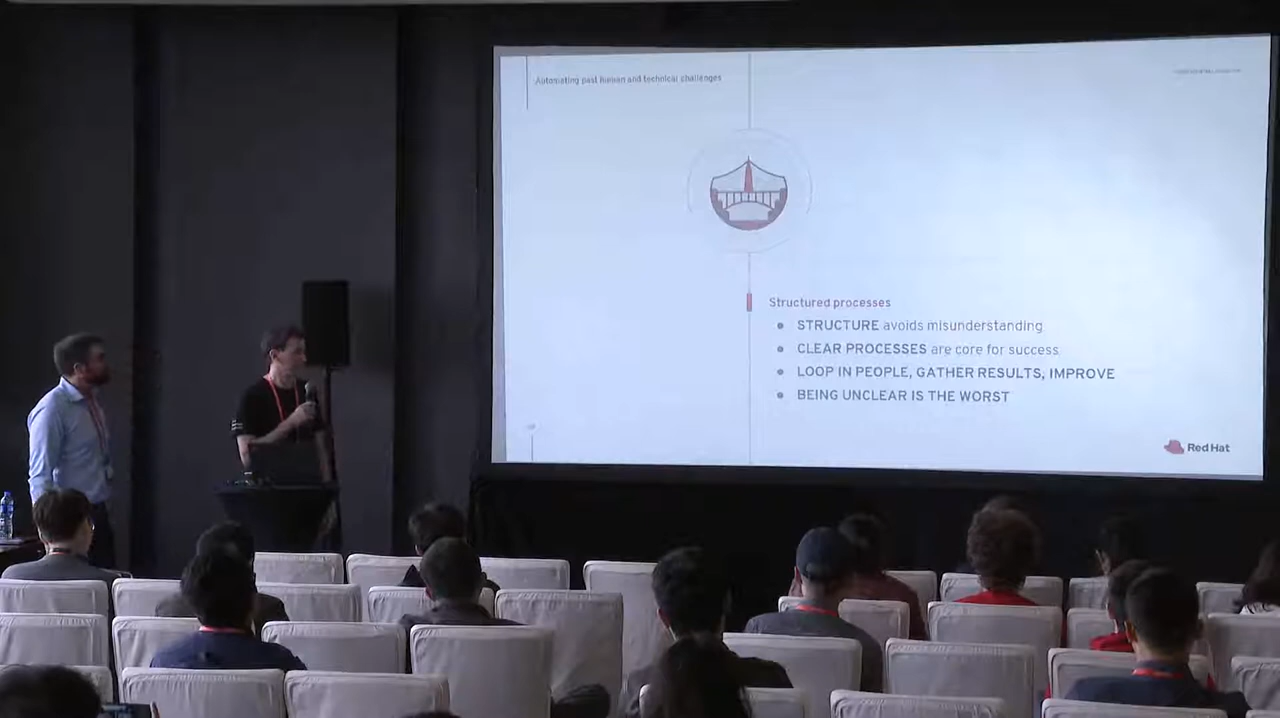 Automating past human and technical challenges
Structured processes
STRUCTURE avoids misunderstanding
CLEAR PROCESSES are core for success
LOOP IN PEOPLE, GATHER RESULTS, IMPROVE
BEING UNCLEAR IS THE WORST
Red Hat